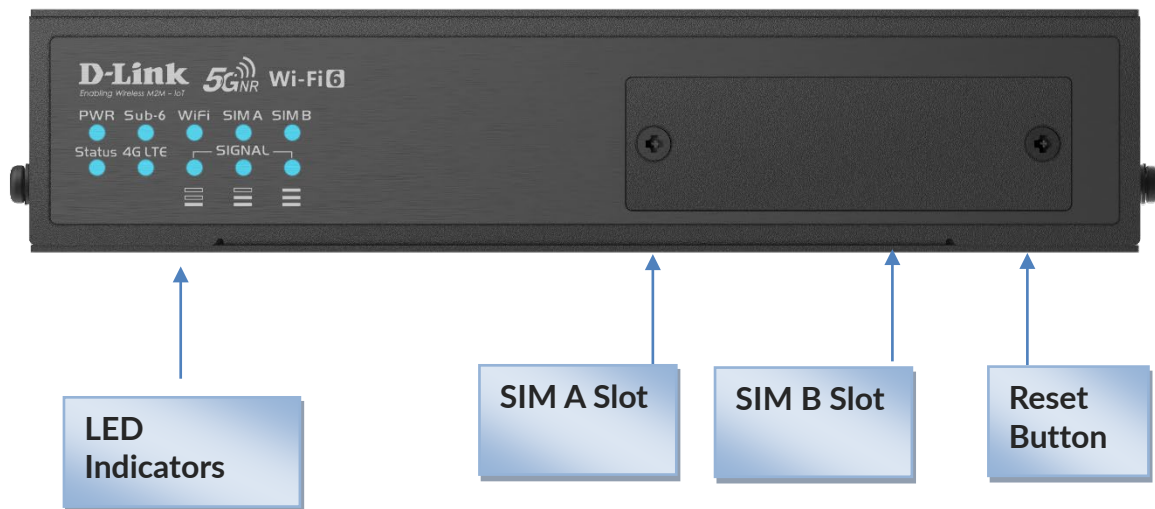 D-Link 5G NR Wi-Fi 6
Enabling Wireless M2M – IoT
PWR Sub-6 WiFi SIM A SIM B
Status 4G LTE SIGNAL
LED
Indicators
SIM A Slot
SIM B Slot
Reset
Button